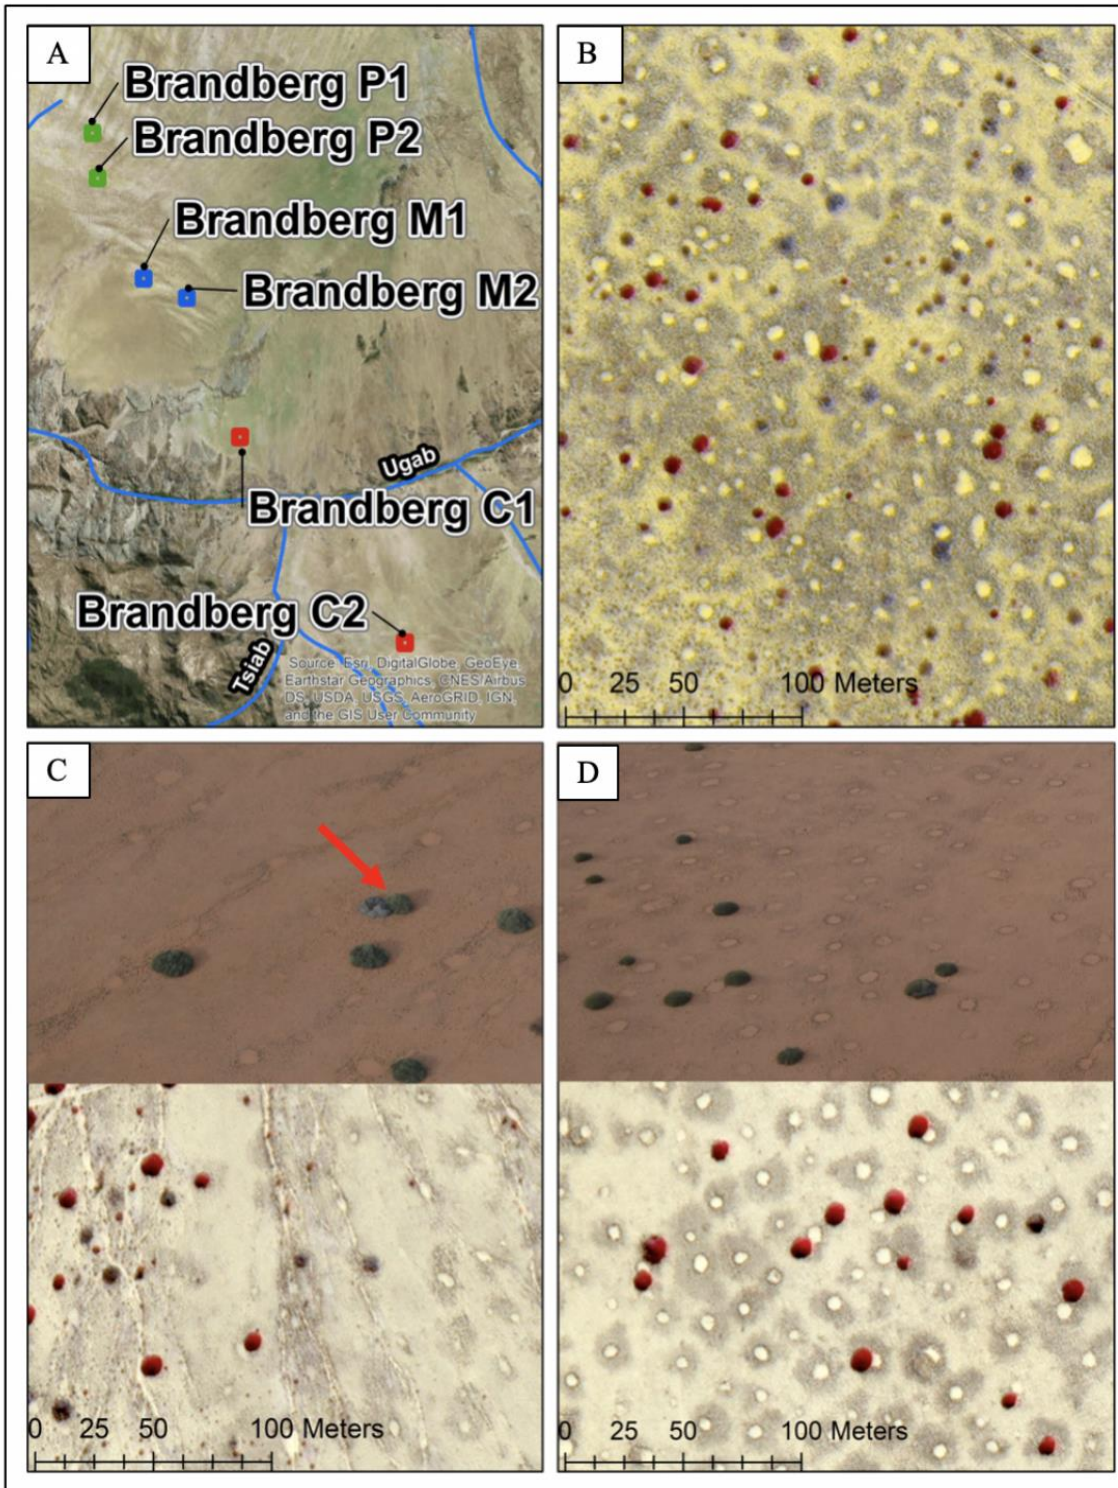 A
Brandberg P1
Brandberg P2
Brandberg M1
Brandberg M2
Ugab
Brandberg C1
Brandberg C2
Tsiab
Source: Esri, DigitalGlobe, GeoEye,
Earthstar Geographics, CNES/Airbus
DS, USDA, USGS, AeroGRID, IGN,
and the GIS User Community
B
0 25 50 100 Meters
C
0 25 50 100 Meters
D
0 25 50 100 Meters